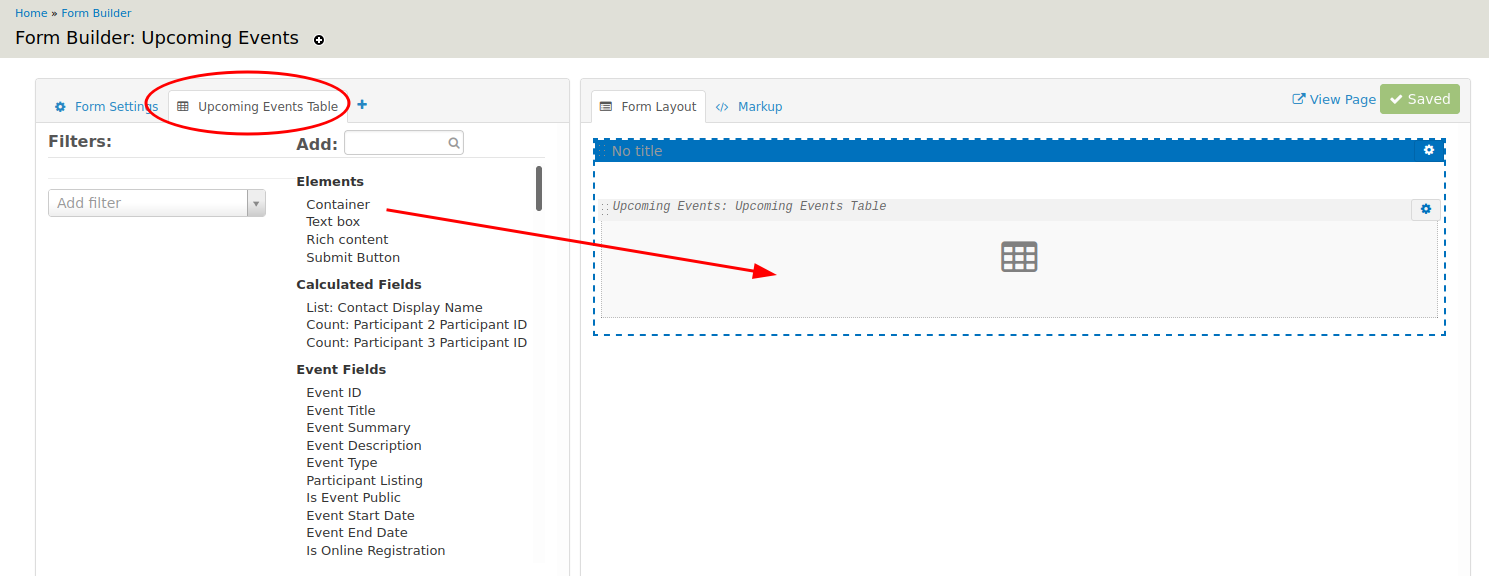 Home » Form Builder
Form Builder: Upcoming Events
Form Settings
Upcoming Events Table
Filters:
Add filter
Add:
Elements
Container
Text box
Rich content
Submit Button
Calculated Fields
List: Contact Display Name
Count: Participant 2 Participant ID
Count: Participant 3 Participant ID
Event Fields
Event ID
Event Title
Event Summary
Event Description
Event Type
Participant Listing
Is Event Public
Event Start Date
Event End Date
Is Online Registration
Form Layout
Markup
View Page
Saved
No title
Upcoming Events: Upcoming Events Table